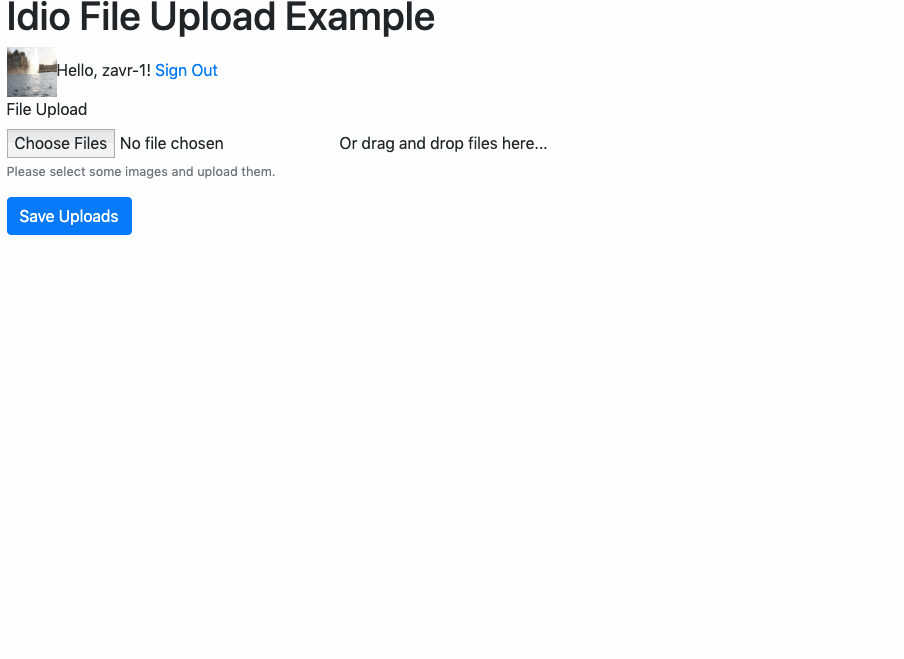 Idio File Upload Example
Hello, zavr-1! Sign Out
File Upload
Choose Files No file chosen Or drag and drop files here...
Please select some images and upload them.
Save Uploads